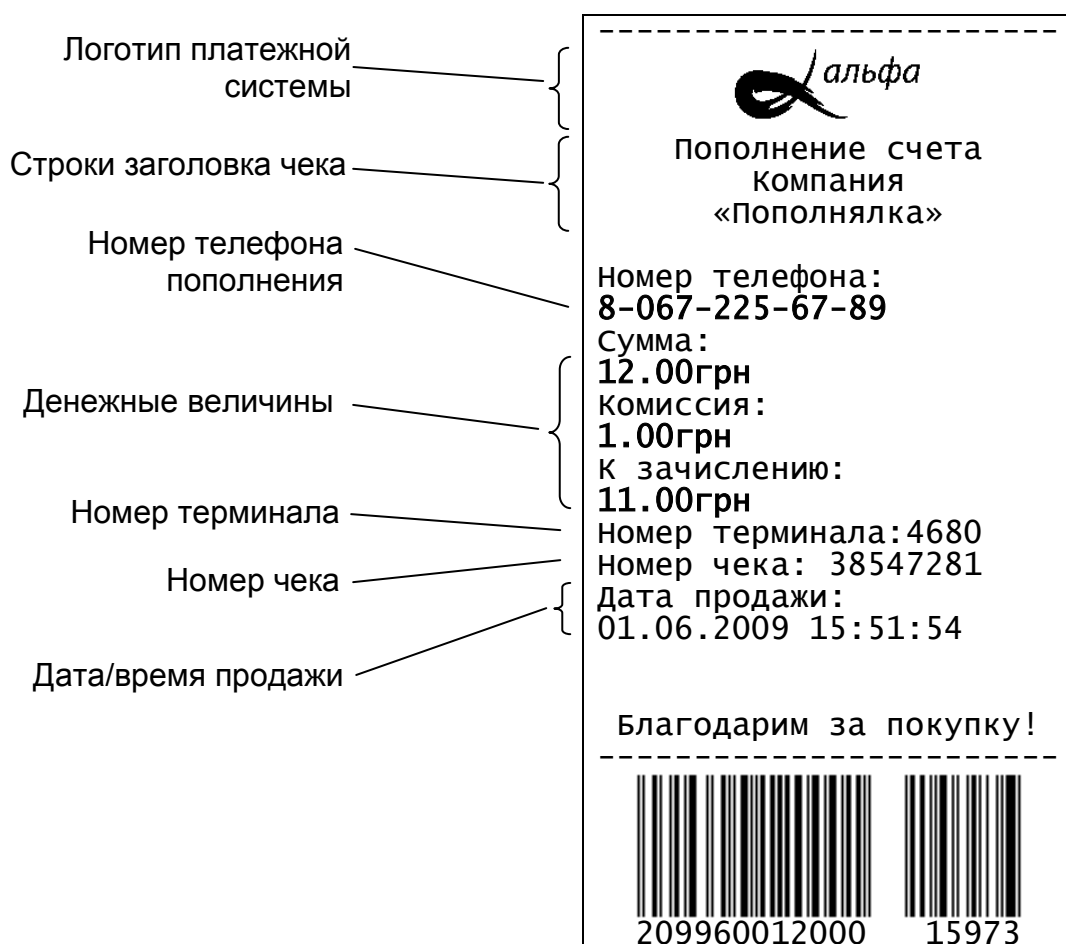 Логотип платежной
системы
Строки заголовка чека
Номер телефона
пополнения
Денежные величины
Номер терминала
Номер чека
Дата/время продажи
------------------------
альфа
Пополнение счета
Компания
«Пополнялка»
Номер телефона:
8-067-225-67-89
Сумма:
12.00грн
Комиссия:
1.00грн
К зачислению:
11.00грн
Номер терминала:4680
Номер чека: 38547281
Дата продажи:
01.06.2009 15:51:54
Благодарим за покупку!
------------------------
209960012000 15973